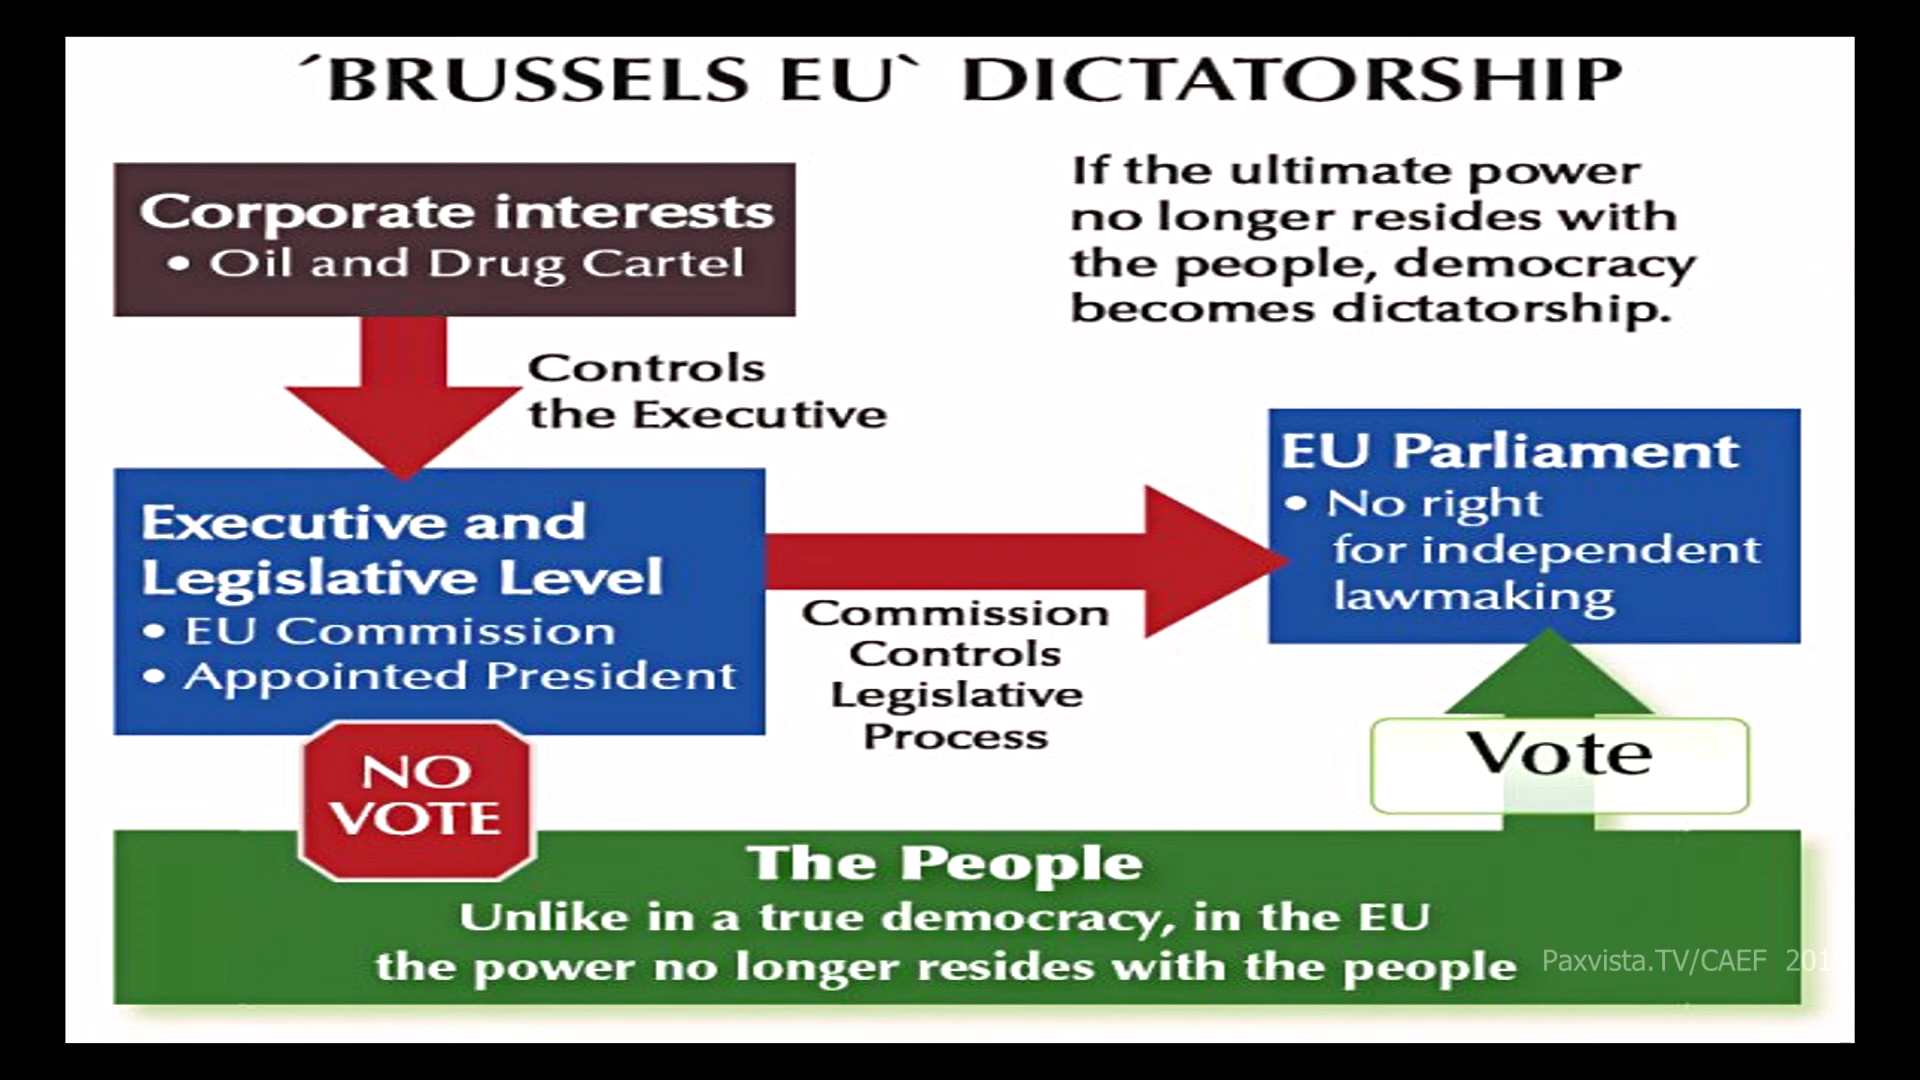 ´BRUSSELS EU` DICTATORSHIP
Corporate interests
• Oil and Drug Cartel
If the ultimate power
no longer resides with
the people, democracy
becomes dictatorship.
Controls
the Executive
Executive and
Legislative Level
• EU Commission
• Appointed President
Commission
Controls
Legislative
Process
EU Parliament
• No right
for independent
lawmaking
NO
VOTE
Vote
The People
Unlike in a true democracy, in the EU
the power no longer resides with the people
Paxvista.TV/CAEF